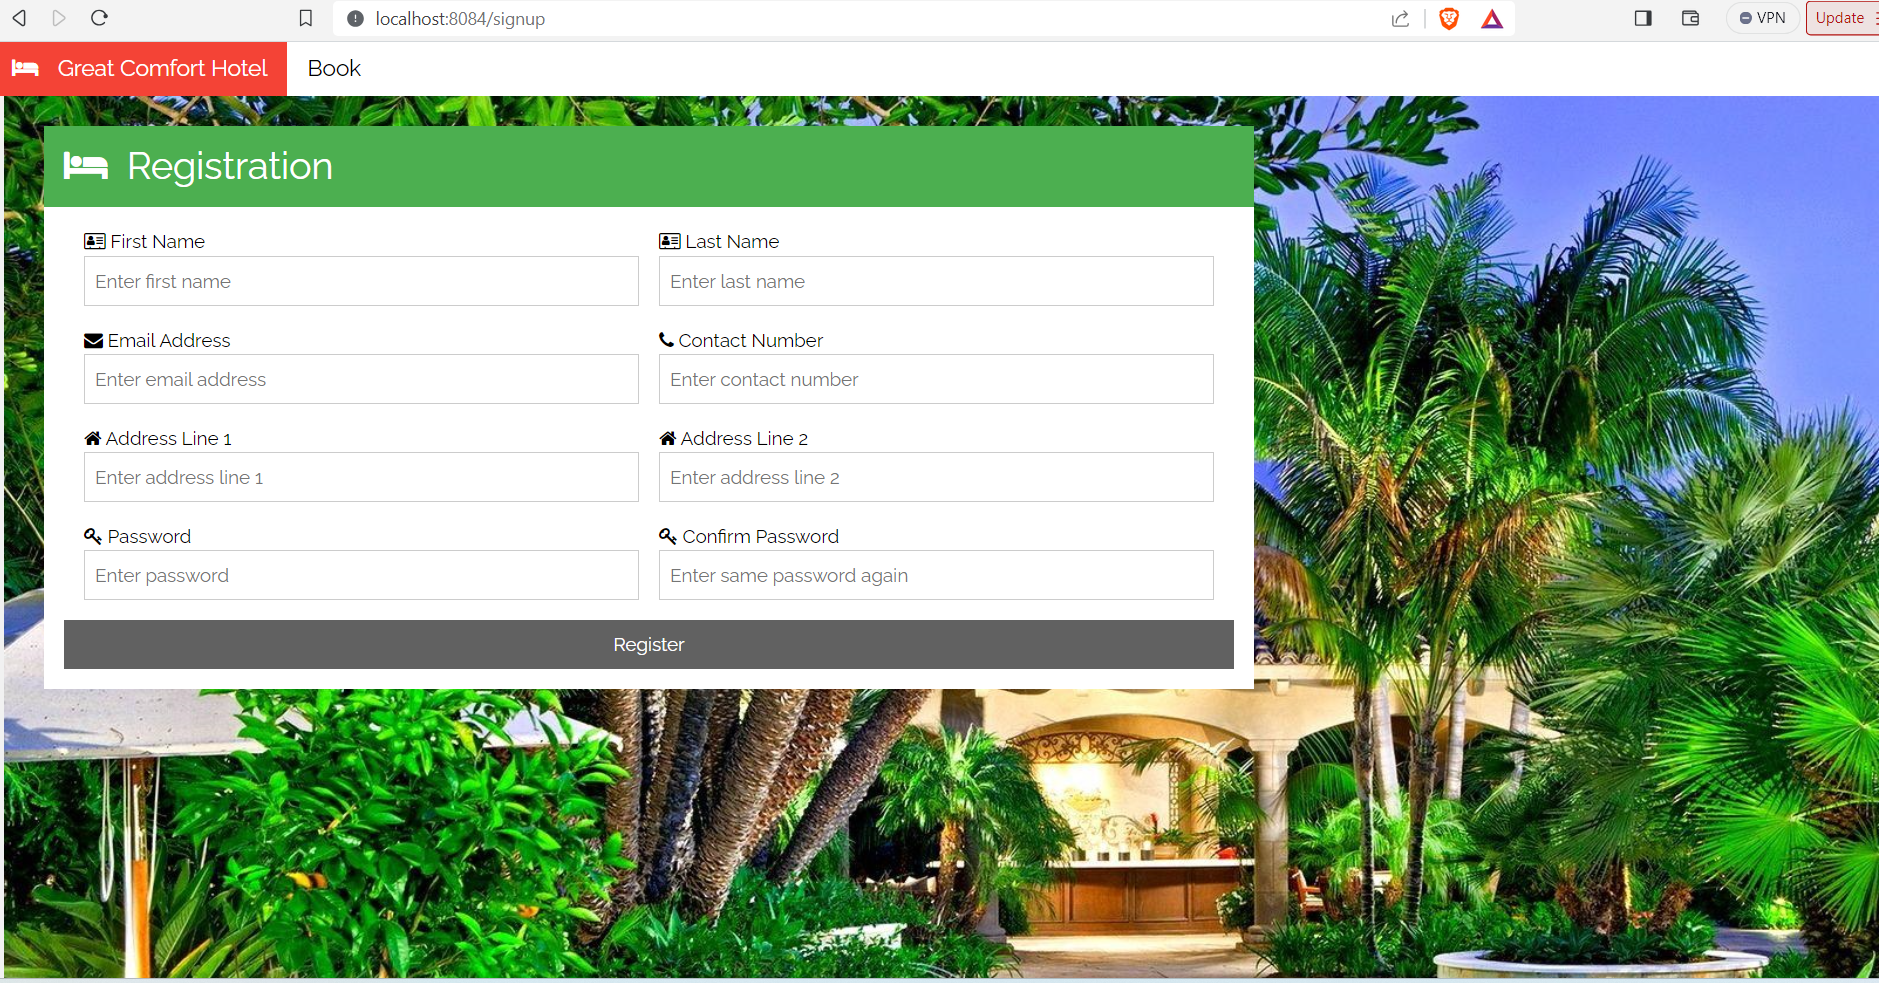 localhost:8084/signup
VPN
Update
Great Comfort Hotel
Book
Registration
First Name
Last Name
Enter first name
Enter last name
Email Address
Contact Number
Enter email address
Enter contact number
Address Line 1
Address Line 2
Enter address line 1
Enter address line 2
Password
Confirm Password
Enter password
Enter same password again
Register